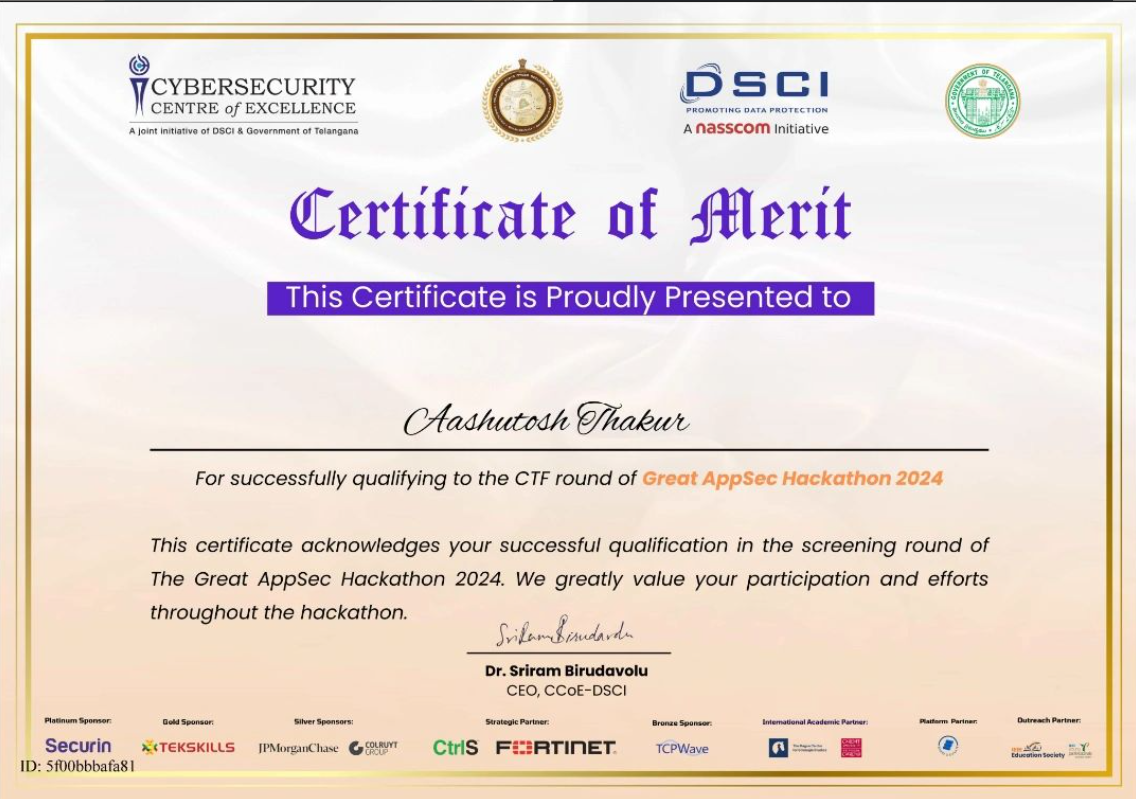 CYBERSECURITY
CENTRE of EXCELLENCE
A joint initiative of DSCI & Government of Telangana
DSCI
PROMOTING DATA PROTECTION
A nasscom Initiative
GOVERNMENT OF TELANGANA
Certificate of Merit
This Certificate is Proudly Presented to
Aashutosh Thakur
For successfully qualifying to the CTF round of Great AppSec Hackathon 2024
This certificate acknowledges your successful qualification in the screening round of
The Great AppSec Hackathon 2024. We greatly value your participation and efforts
throughout the hackathon.
Sriram Birudavolu
Dr. Sriram Birudavolu
CEO, CCoE-DSCI
Platinum Sponsor: Gold Sponsor: Silver Sponsors: Strategic Partner: Bronze Sponsor: International Academic Partner: Platform Partner: Outreach Partner:
Securin TEKSKILLS JPMorganChase COLRUYT GROUP CtrlS FORTINET TCPWave Education Society
ID: 5f00bbbafa81